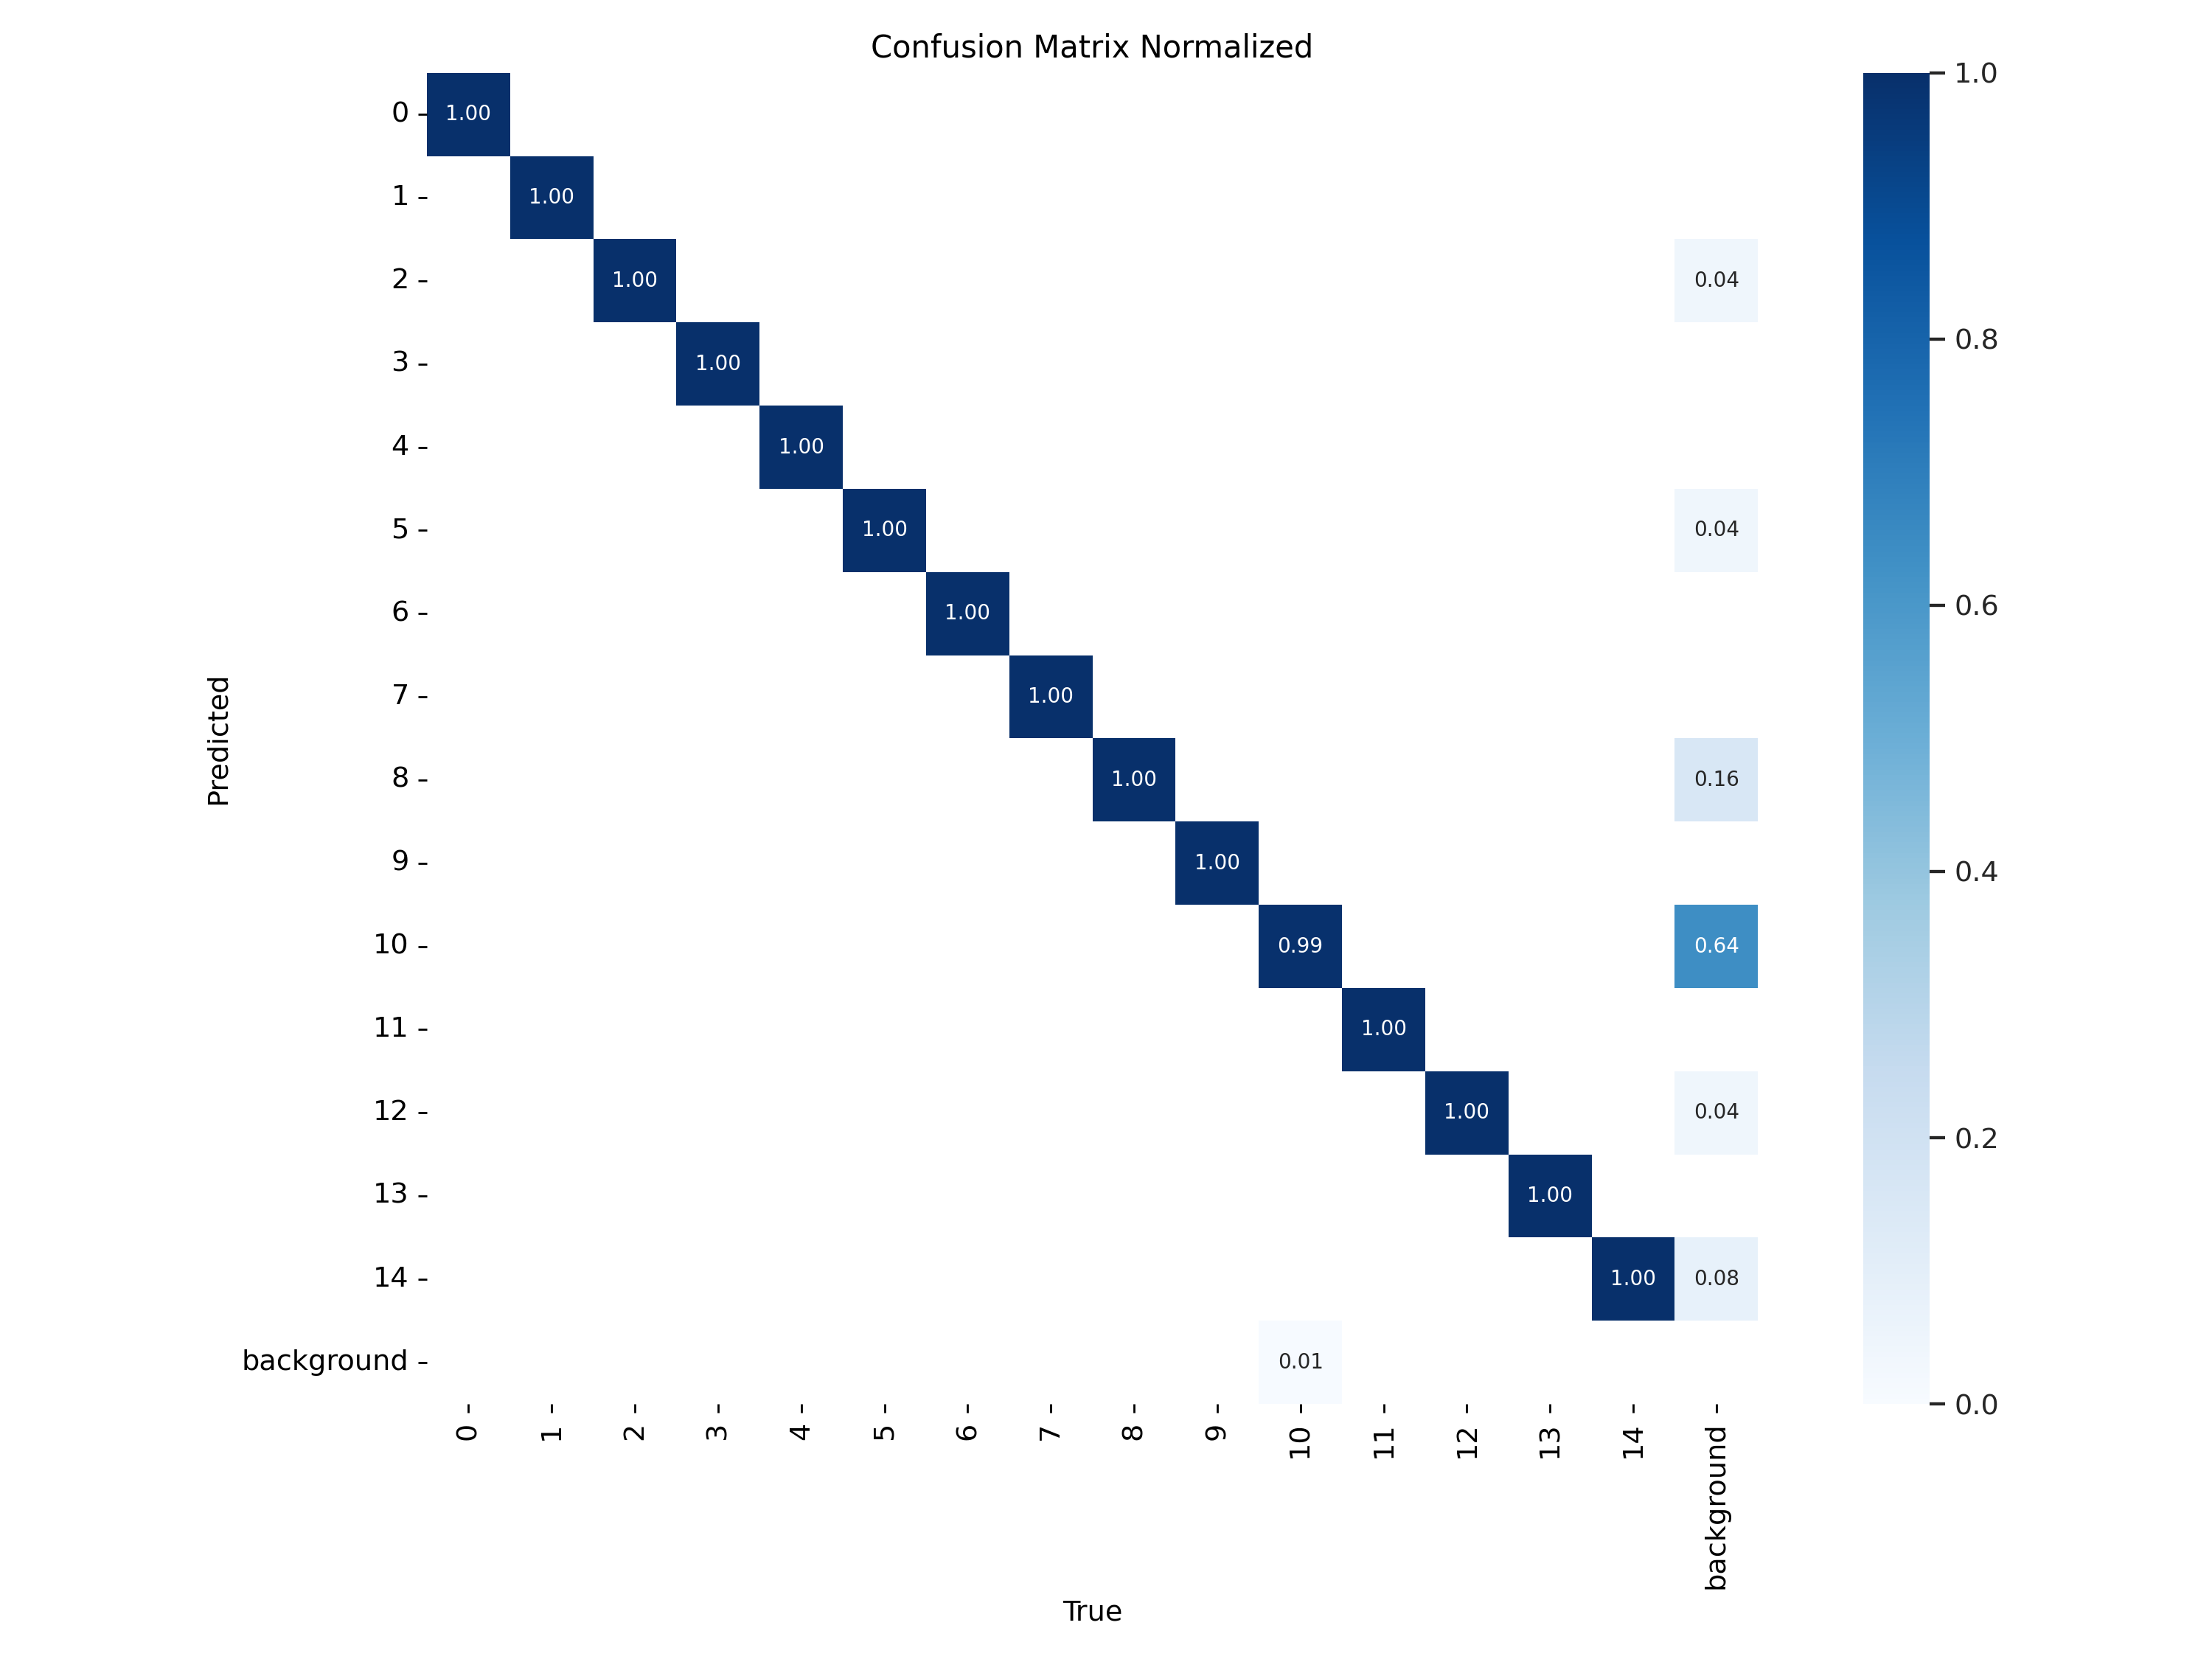 Confusion Matrix Normalized
0 1.00
1 1.00
2 1.00 0.04
3 1.00
4 1.00
5 1.00 0.04
6 1.00
7 1.00
8 1.00 0.16
9 1.00
10 0.99 0.64
11 1.00
12 1.00 0.04
13 1.00
14 1.00 0.08
background 0.01
0 1 2 3 4 5 6 7 8 9 10 11 12 13 14 background
Predicted
True
1.0
0.8
0.6
0.4
0.2
0.0